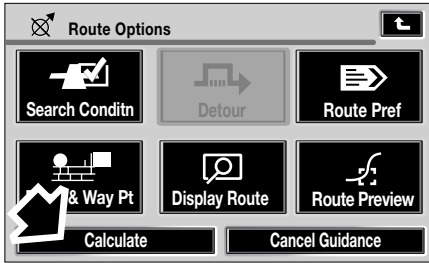 Route Options
Search Conditn
Detour
Route Pref
& Way Pt
Display Route
Route Preview
Calculate
Cancel Guidance